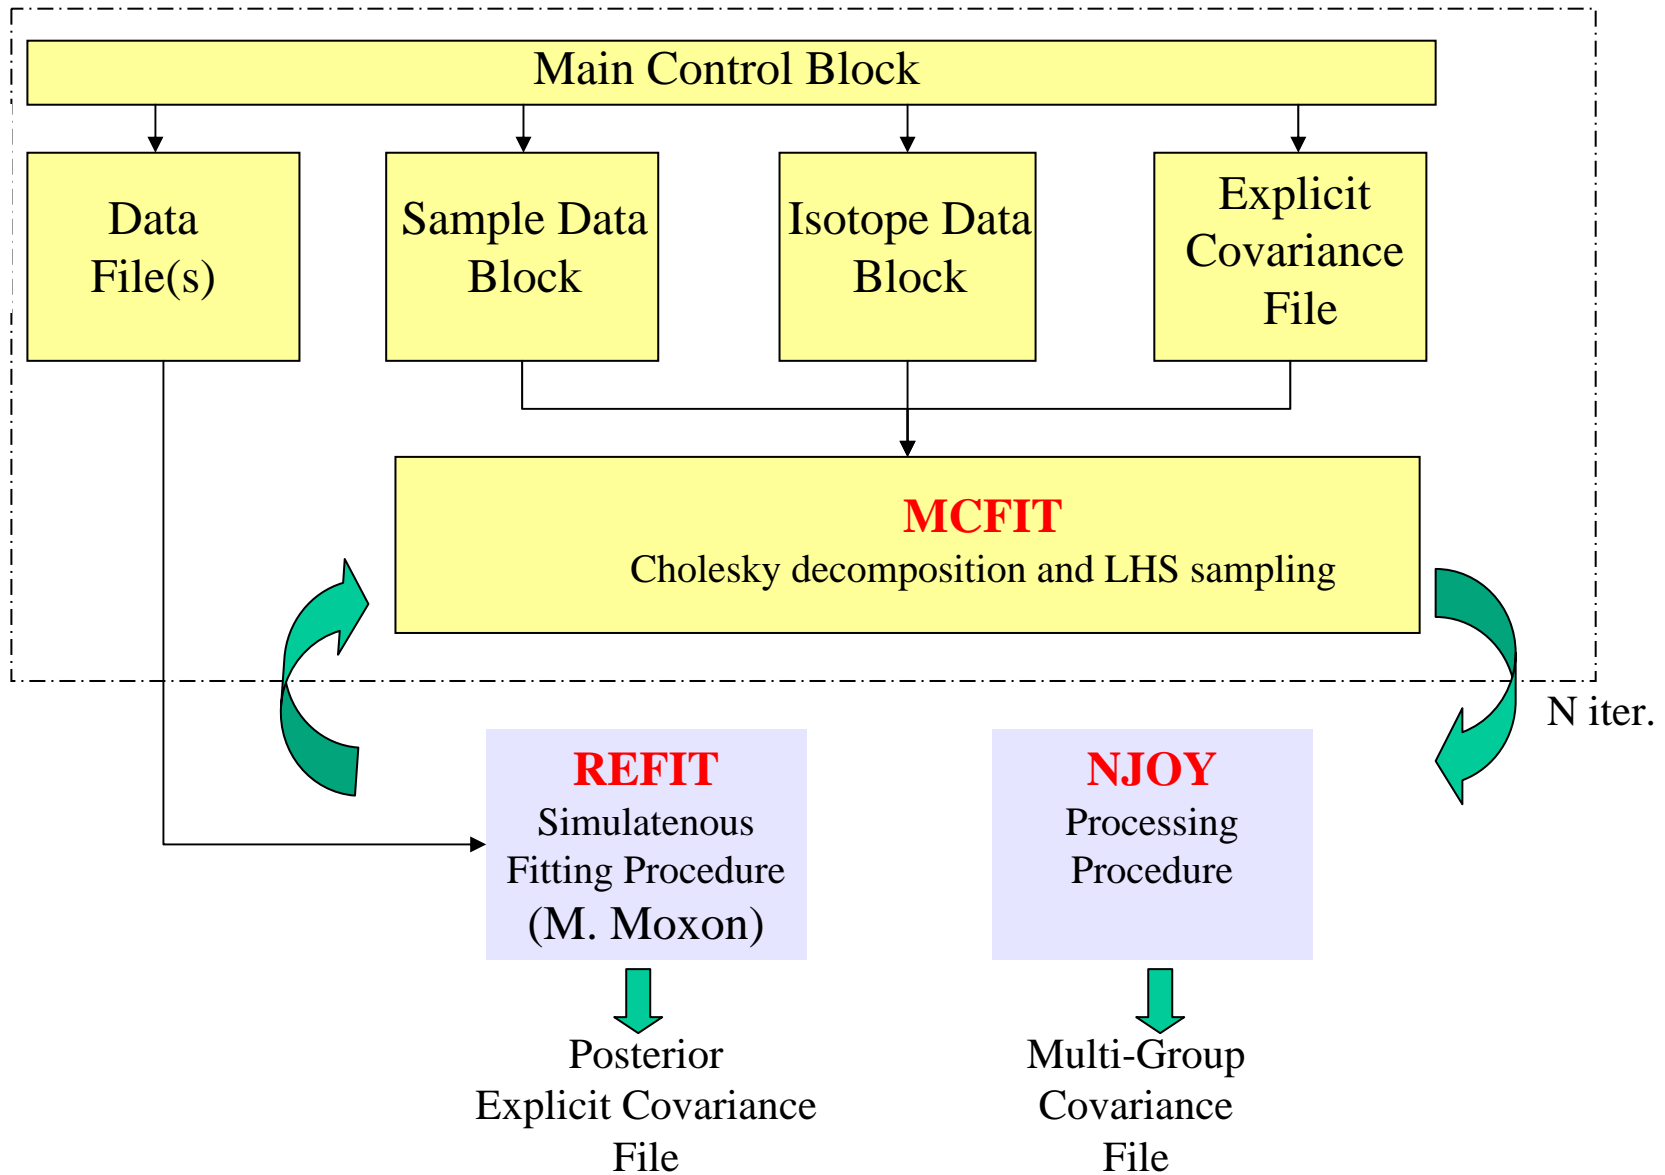 Main Control Block
Data
File(s)
Sample Data
Block
Isotope Data
Block
Explicit
Covariance
File
MCFIT
Cholesky decomposition and LHS sampling
N iter.
REFIT
Simulatenous
Fitting Procedure
(M. Moxon)
NJOY
Processing
Procedure
Posterior
Explicit Covariance
File
Multi-Group
Covariance
File